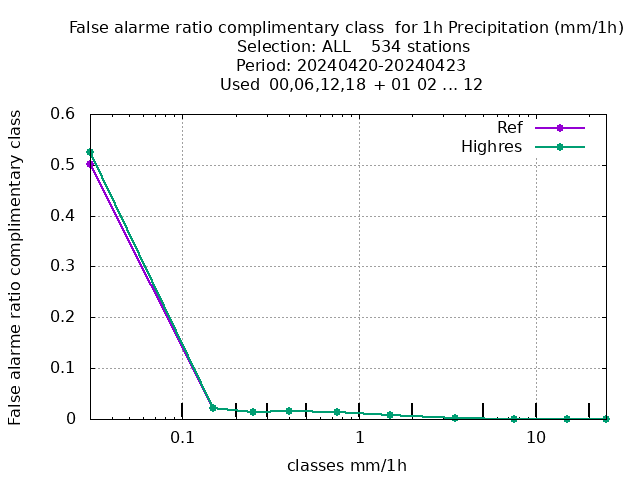 False alarme ratio complimentary class  for 1h Precipitation (mm/1h)
Selection: ALL    534 stations
Period: 20240420-20240423
Used  00,06,12,18  + 01 02 ... 12
False alarme ratio complimentary class
0.6
0.5
0.4
0.3
0.2
0.1
0
Ref
Highres
0.1
1
10
classes mm/1h